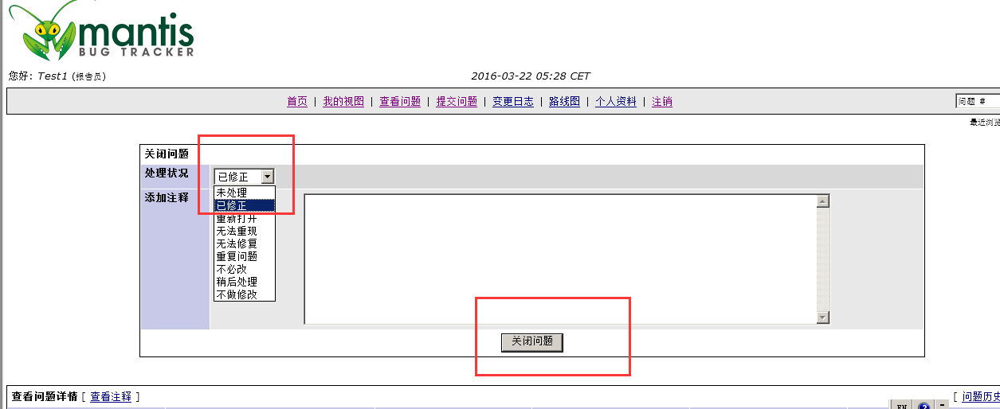 mantis
BUG TRACKER
您好: Test1 (报告员)
2016-03-22 05:28 CET
首页 | 我的视图 | 查看问题 | 提交问题 | 变更日志 | 路线图 | 个人资料 | 注销
问题 #
最近浏览
关闭问题
处理状况
已修正
添加注释
未处理
已修正
重新打开
无法重现
无法修复
重复问题
不必改
稍后处理
不做修改
关闭问题
查看问题详情 [ 查看注释 ]
[ 问题历史
EN